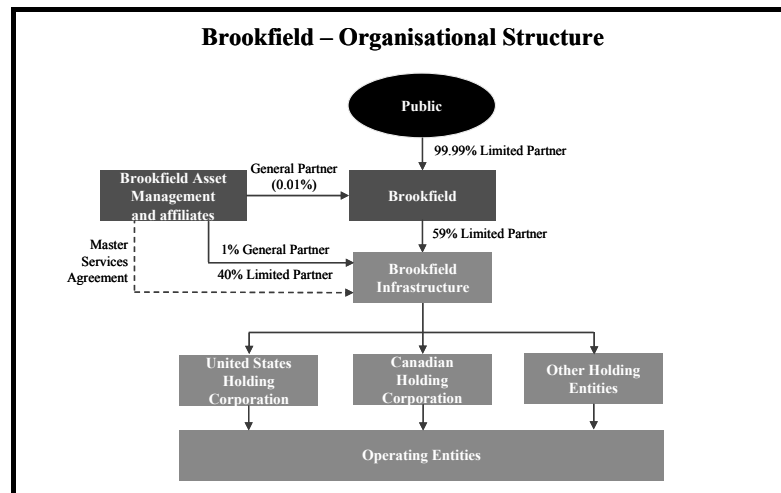 Brookfield – Organisational Structure
Public
99.99% Limited Partner
General Partner
(0.01%)
Brookfield Asset
Management
and affiliates
Brookfield
59% Limited Partner
Master
Services
Agreement
1% General Partner
40% Limited Partner
Brookfield
Infrastructure
United States
Holding
Corporation
Canadian
Holding
Corporation
Other Holding
Entities
Operating Entities